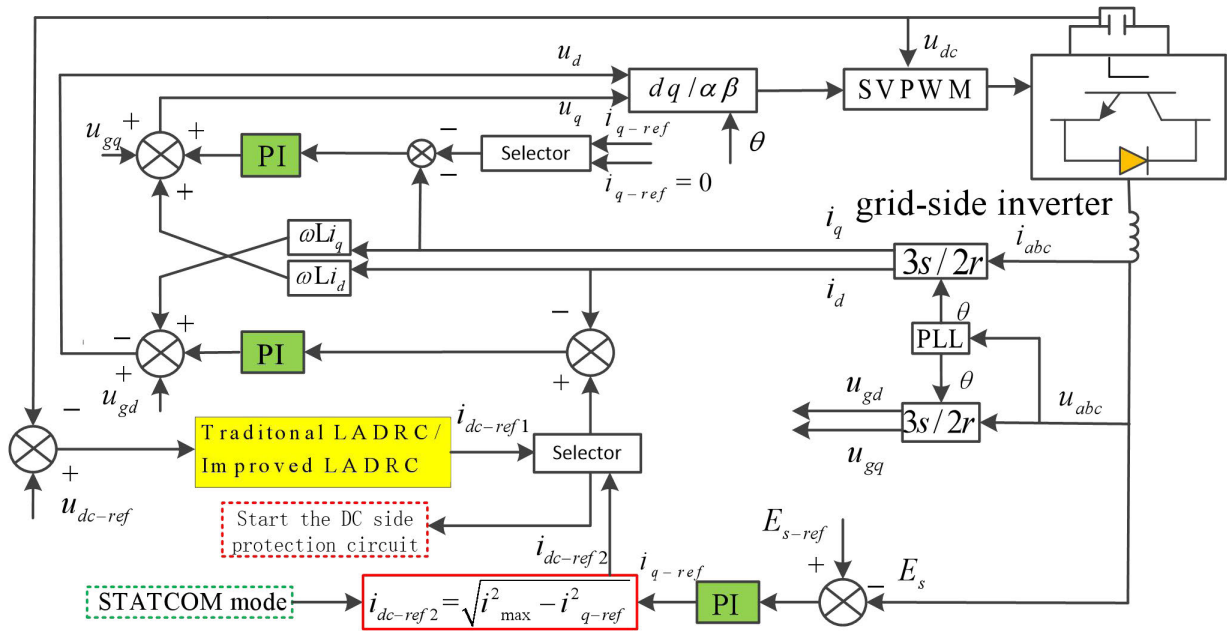 u_d
u_dc
dq/αβ
SVPWM
u_q
i_q-ref
u_gq
+
+
+
PI
−
−
Selector
θ
i_q-ref = 0
grid-side inverter
ωLi_q
i_q
i_abc
3s/2r
ωLi_d
i_d
−
+
−
+
PI
θ
PLL
+
θ
u_gd
u_gd
u_abc
3s/2r
−
i_dc-ref1
u_gq
Traditonal LADRC/
Improved LADRC
Selector
+
u_dc-ref
Start the DC side
protection circuit
E_s-ref
i_dc-ref2
i_q-ref
+
−
E_s
STATCOM mode
i_dc-ref2 = √(i²_max − i²_q-ref)
PI